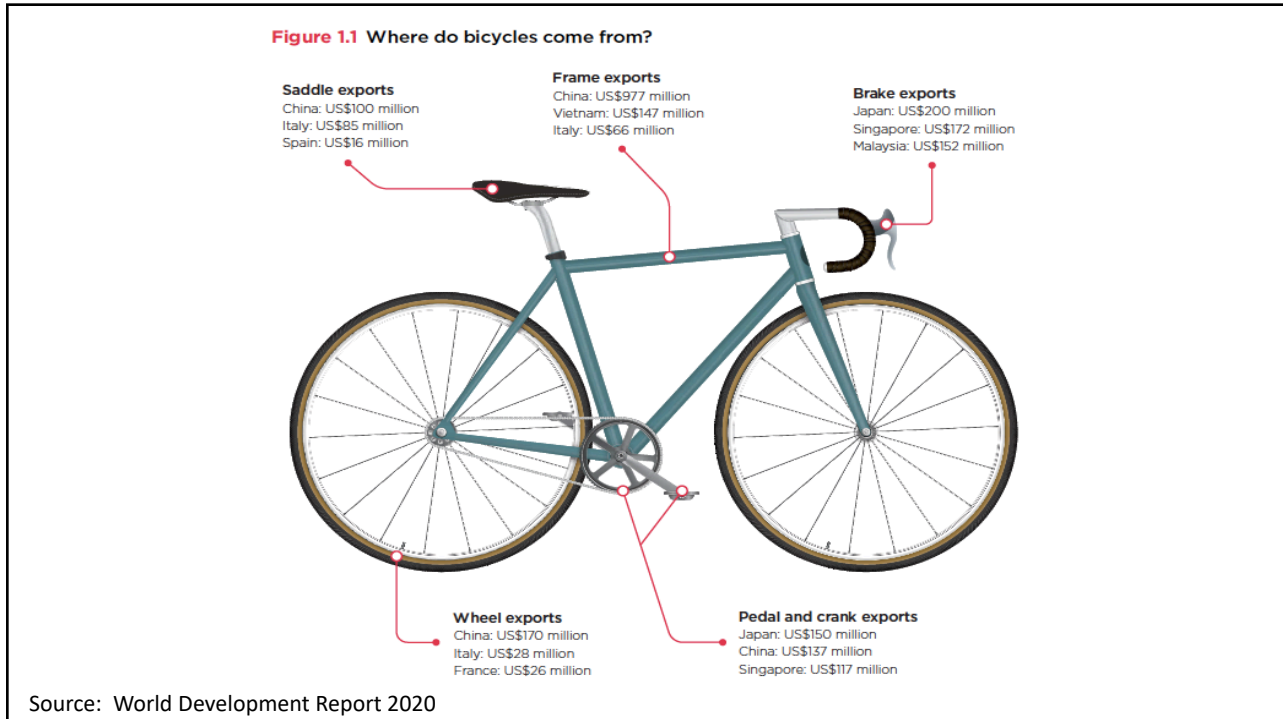 Figure 1.1 Where do bicycles come from?
Saddle exports
China: US$100 million
Italy: US$85 million
Spain: US$16 million
Frame exports
China: US$977 million
Vietnam: US$147 million
Italy: US$66 million
Brake exports
Japan: US$200 million
Singapore: US$172 million
Malaysia: US$152 million
Wheel exports
China: US$170 million
Italy: US$28 million
France: US$26 million
Pedal and crank exports
Japan: US$150 million
China: US$137 million
Singapore: US$117 million
Source: World Development Report 2020